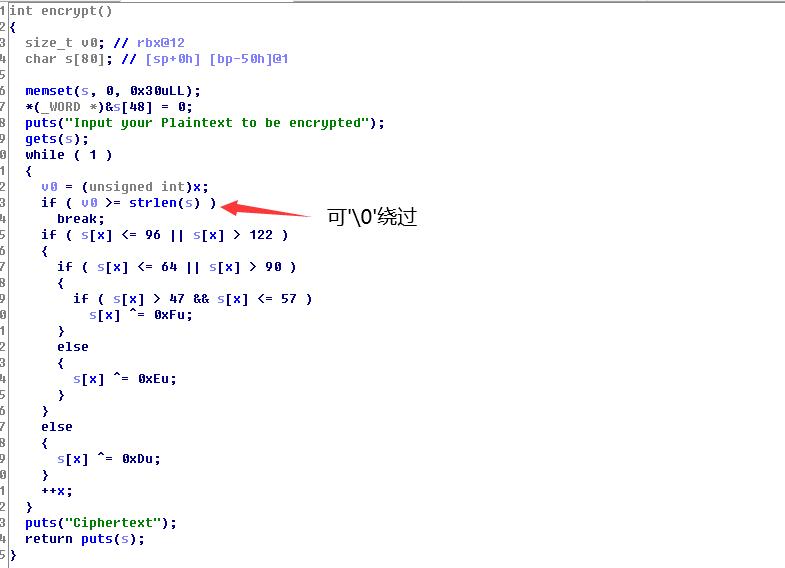 1 int encrypt()
2 {
3 size_t v0; // rbx@12
4 char s[80]; // [sp+0h] [bp-50h]@1
5
6 memset(s, 0, 0x30uLL);
7 *(_WORD *)&s[48] = 0;
8 puts("Input your Plaintext to be encrypted");
9 gets(s);
0 while ( 1 )
1 {
2 v0 = (unsigned int)x;
3 if ( v0 >= strlen(s) ) 可'\0'绕过
4 break;
5 if ( s[x] <= 96 || s[x] > 122 )
6 {
7 if ( s[x] <= 64 || s[x] > 90 )
8 {
9 if ( s[x] > 47 && s[x] <= 57 )
0 s[x] ^= 0xFu;
1 }
2 else
3 {
4 s[x] ^= 0xEu;
5 }
6 }
7 else
8 {
9 s[x] ^= 0xDu;
0 }
1 ++x;
2 }
3 puts("Ciphertext");
4 return puts(s);
5 }